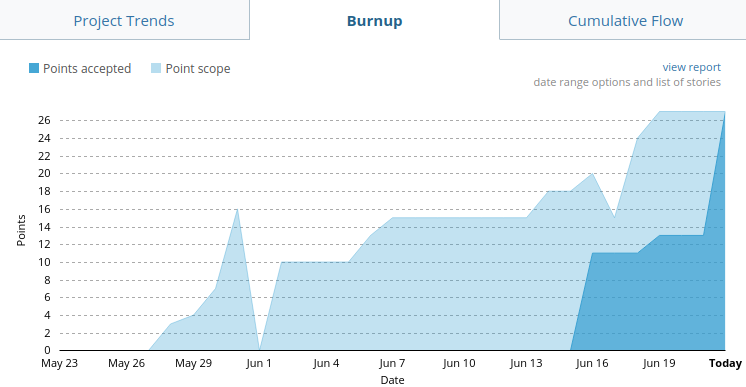 Project Trends Burnup Cumulative Flow
Points accepted Point scope view report
date range options and list of stories
26
24
22
20
18
16
14
12
10
8
6
4
2
0
Points
May 23 May 26 May 29 Jun 1 Jun 4 Jun 7 Jun 10 Jun 13 Jun 16 Jun 19 Today
Date